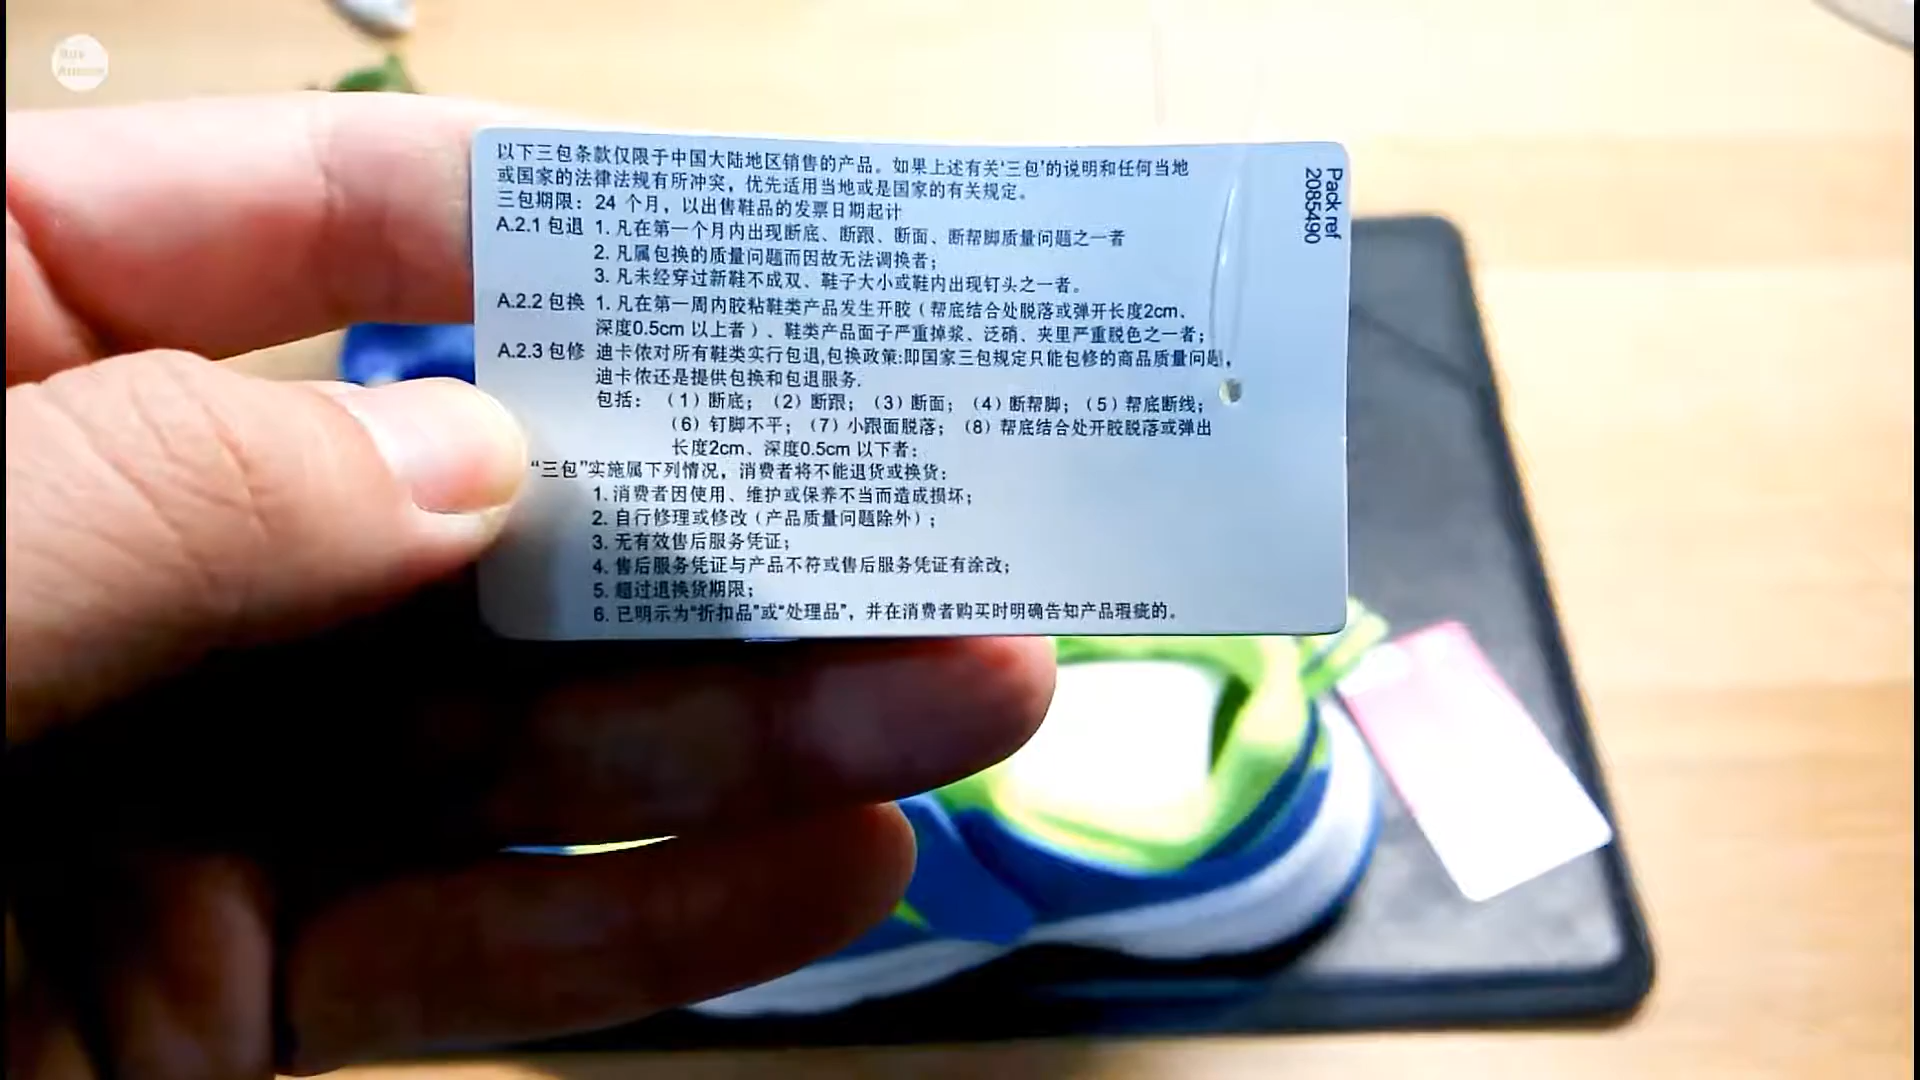 以下三包条款仅限于中国大陆地区销售的产品。如果上述有关‘三包’的说明和任何当地
或国家的法律法规有所冲突，优先适用当地或是国家的有关规定。
三包期限：24 个月，以出售鞋品的发票日期起计
A.2.1 包退 1. 凡在第一个月内出现断底、断跟、断面、断帮脚质量问题之一者
2. 凡属包换的质量问题而因故无法调换者；
3. 凡未经穿过新鞋不成双、鞋子大小或鞋内出现钉头之一者。
A.2.2 包换 1. 凡在第一周内胶粘鞋类产品发生开胶（帮底结合处脱落或弹开长度2cm、
深度0.5cm 以上者）、鞋类产品面子严重掉浆、泛硝、夹里严重脱色之一者；
A.2.3 包修 迪卡侬对所有鞋类实行包退,包换政策:即国家三包规定只能包修的商品质量问题，
迪卡侬还是提供包换和包退服务.
包括：（1）断底；（2）断跟；（3）断面；（4）断帮脚；（5）帮底断线；
（6）钉脚不平；（7）小跟面脱落；（8）帮底结合处开胶脱落或弹出
长度2cm、深度0.5cm 以下者：
“三包”实施属下列情况，消费者将不能退货或换货：
1. 消费者因使用、维护或保养不当而造成损坏；
2. 自行修理或修改（产品质量问题除外）；
3. 无有效售后服务凭证；
4. 售后服务凭证与产品不符或售后服务凭证有涂改；
5. 超过退换货期限；
6. 已明示为“折扣品”或“处理品”，并在消费者购买时明确告知产品瑕疵的。
Pack ref
2085490